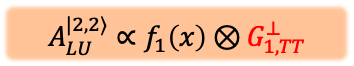 A_{LU}^{|2,2⟩} ∝ f_1(x) ⊗ G_{1,TT}^⊥